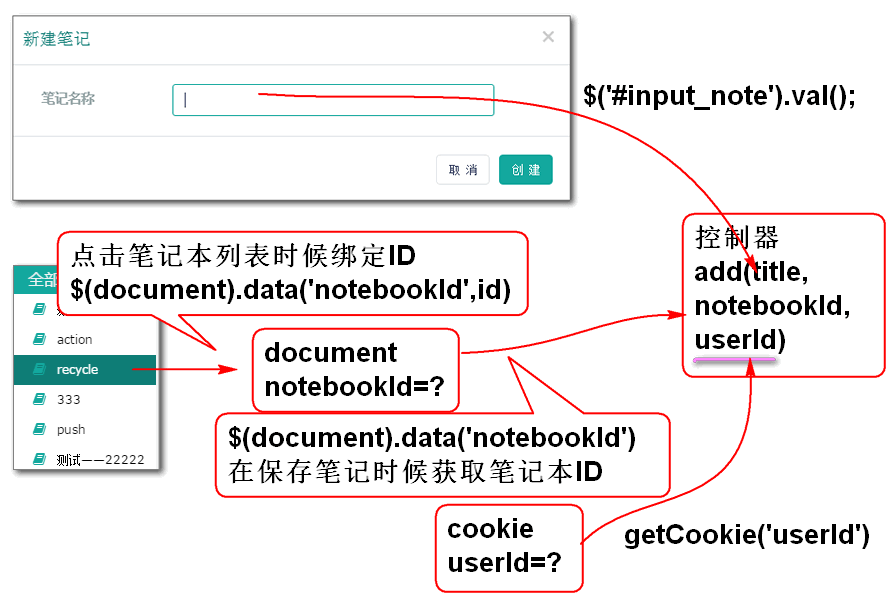 新建笔记
×
笔记名称
$('#input_note').val();
取 消
创 建
控制器
add(title,
notebookId,
userId)
点击笔记本列表时候绑定ID
$(document).data('notebookId',id)
全部
action
recycle
333
push
测试——22222
document
notebookId=?
$(document).data('notebookId')
在保存笔记时候获取笔记本ID
cookie
userId=?
getCookie('userId')